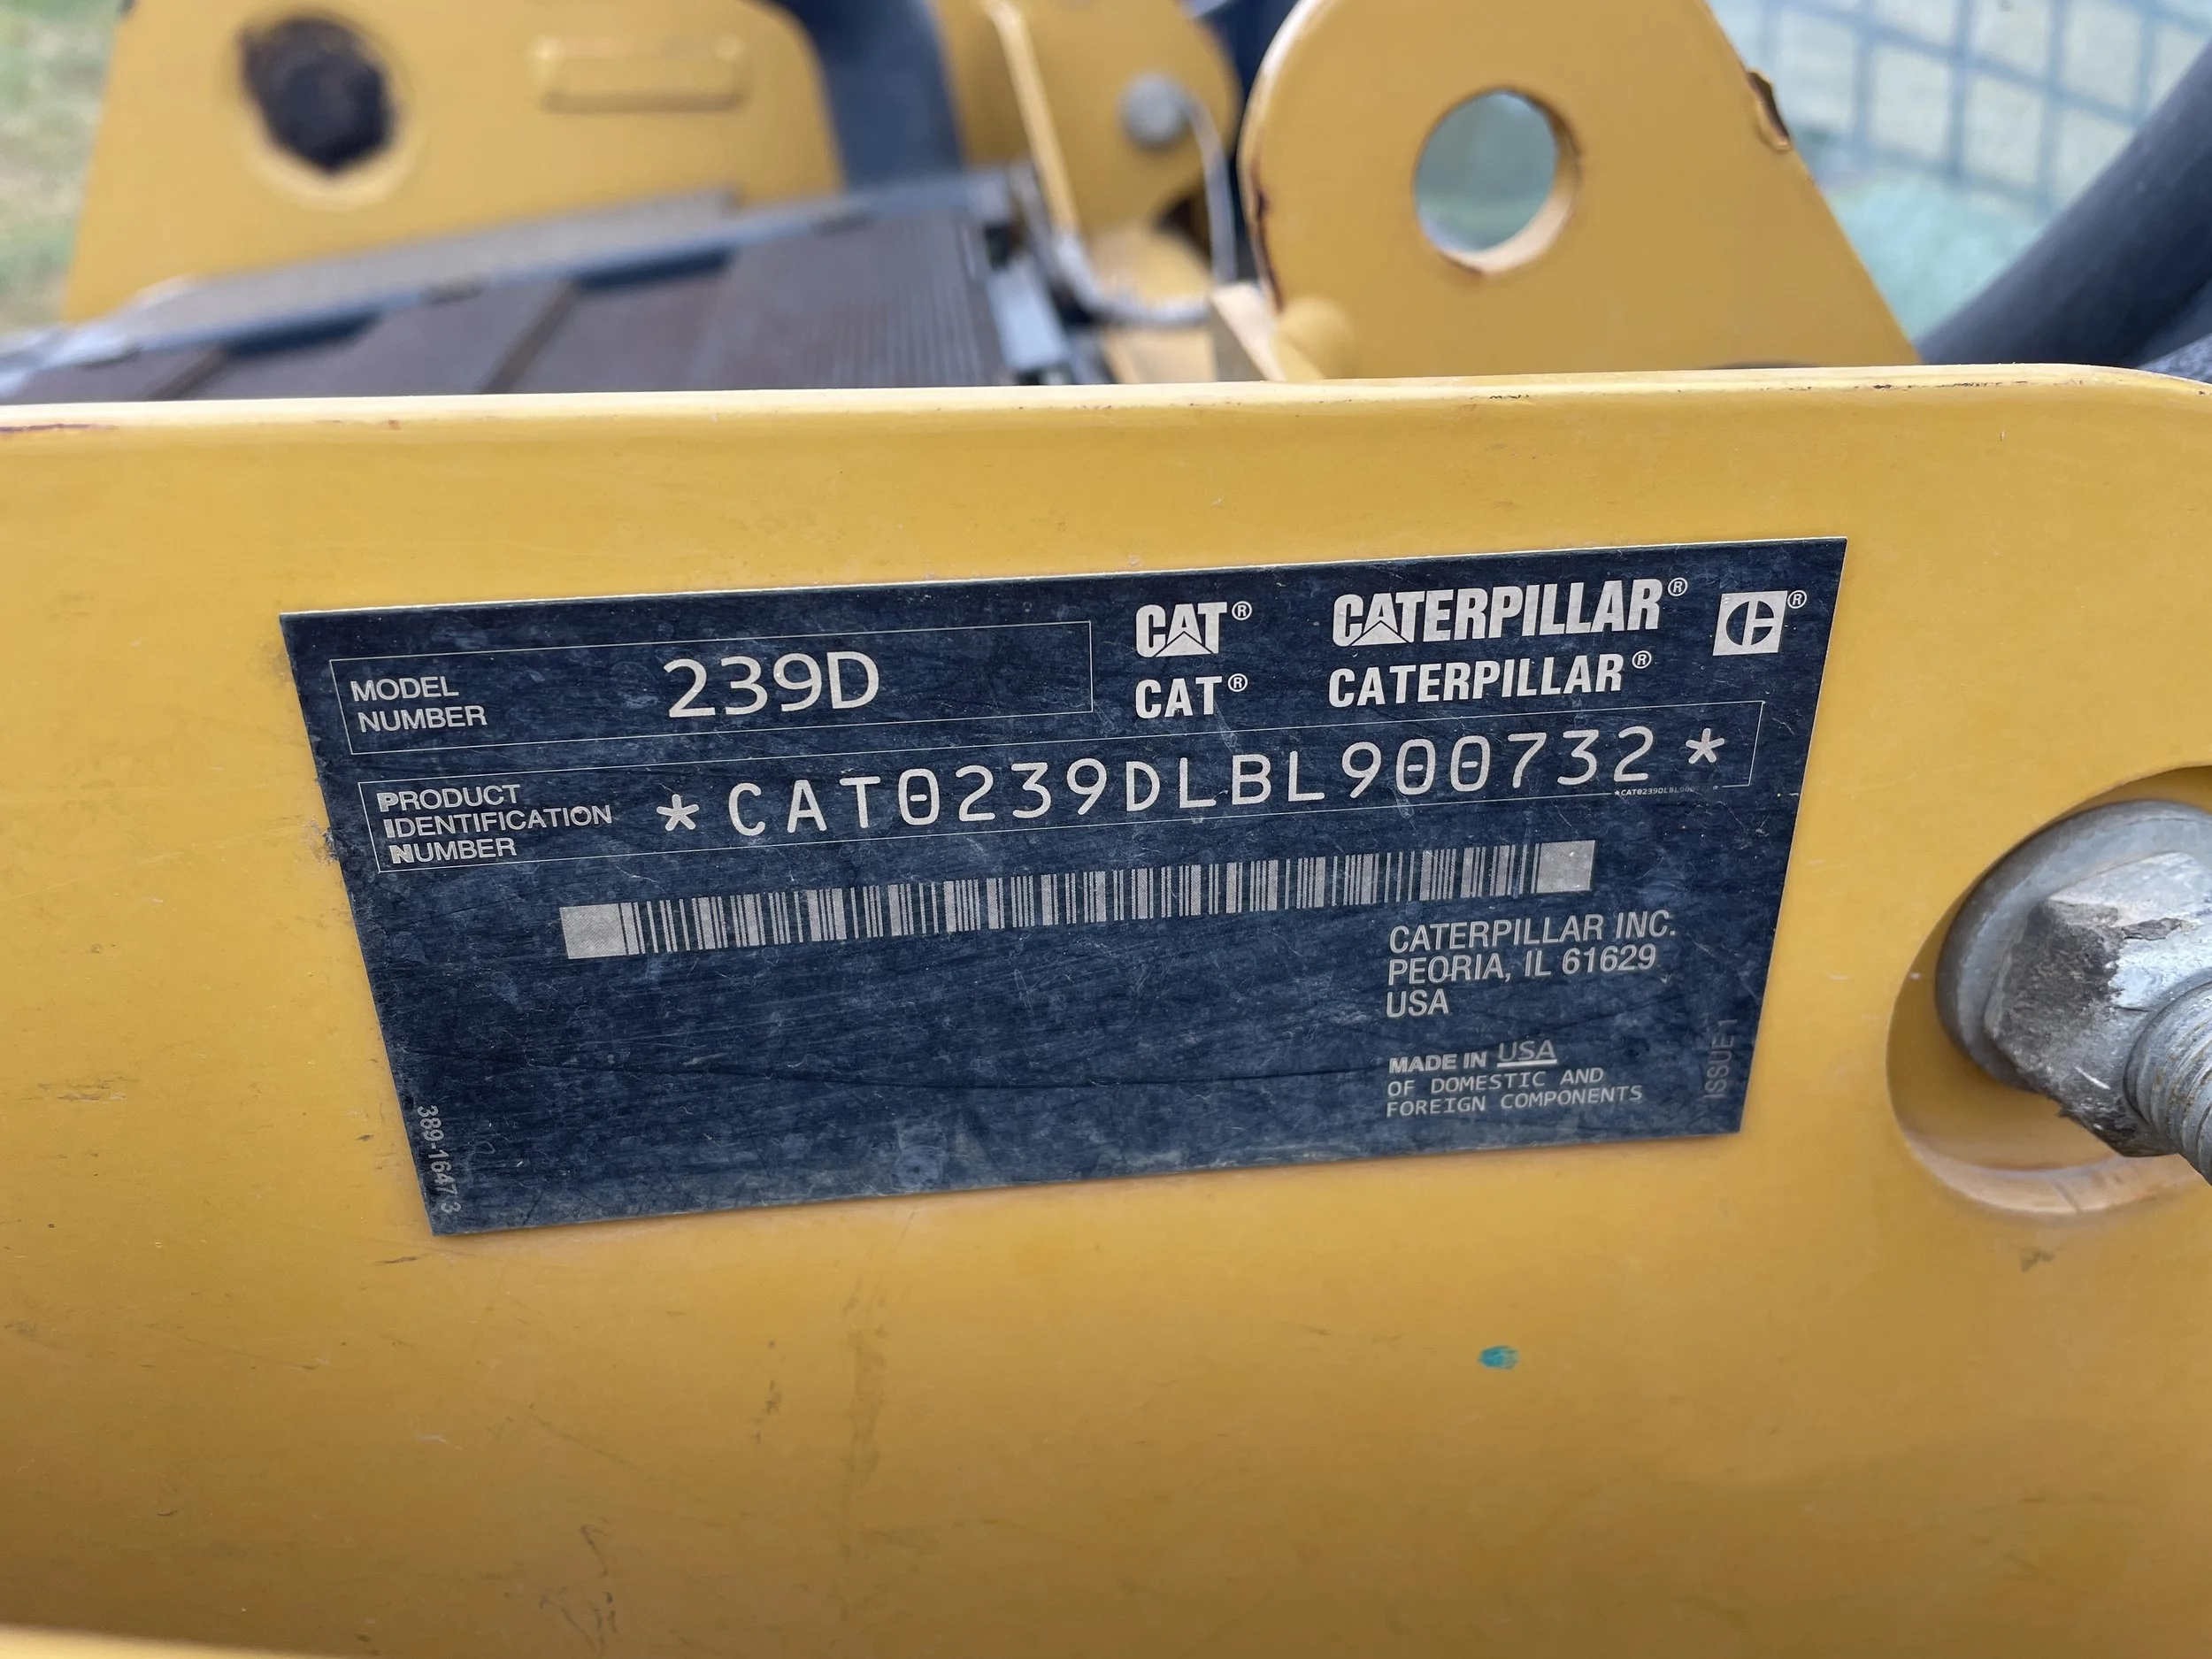 MODEL
NUMBER
239D
CAT® CATERPILLAR®
CAT® CATERPILLAR®
PRODUCT
IDENTIFICATION
NUMBER
*CAT0239DLBL900732*
CATERPILLAR INC.
PEORIA, IL 61629
USA
MADE IN USA
OF DOMESTIC AND
FOREIGN COMPONENTS
ISSUE 1
389-1647 3